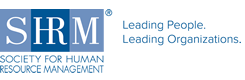 SHRM®
SOCIETY FOR HUMAN
RESOURCE MANAGEMENT
Leading People.
Leading Organizations.